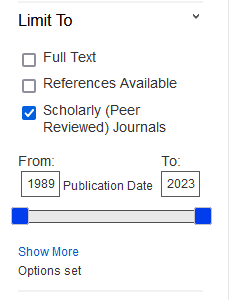 Limit To
Full Text
References Available
Scholarly (Peer
Reviewed) Journals
From: To:
1989 Publication Date 2023
Show More
Options set